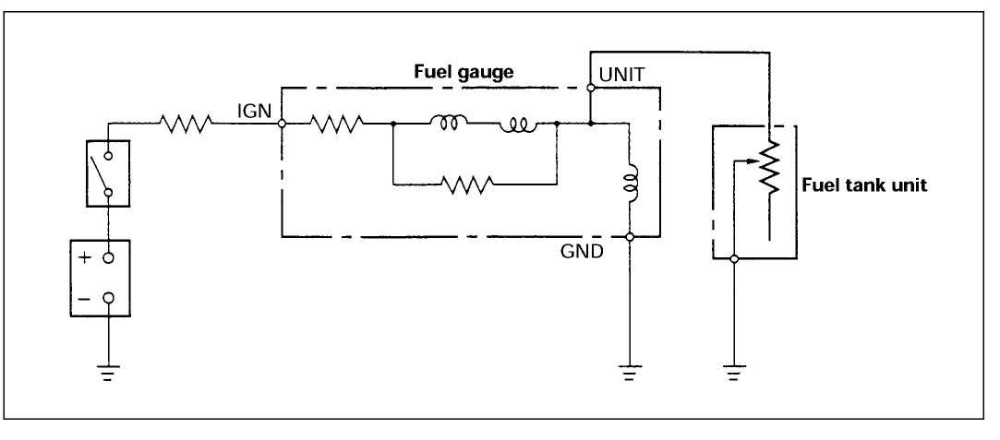 Fuel gauge
UNIT
IGN
Fuel tank unit
GND
+
−